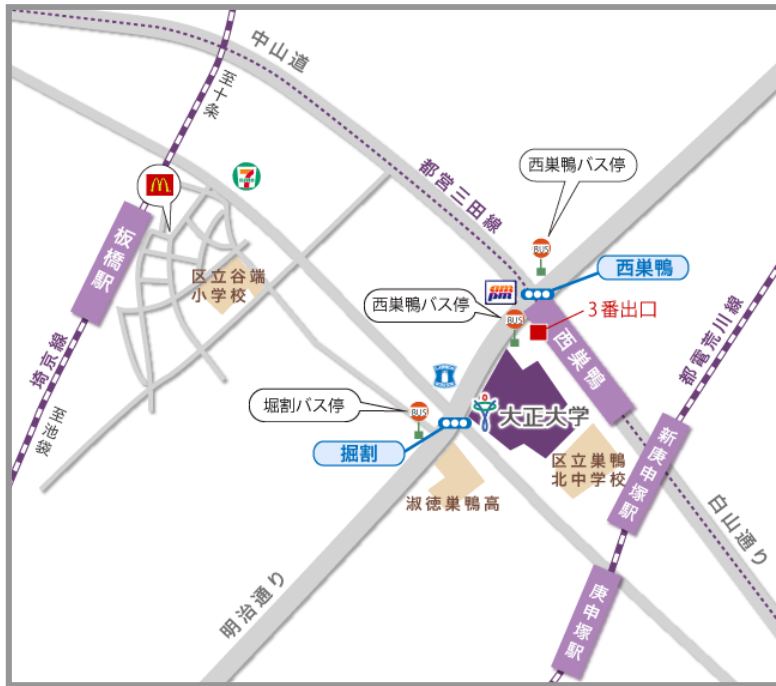 中山道
至十条
都営三田線
西巣鴨バス停
BUS
板橋駅
区立谷端
小学校
西巣鴨
am
pm
西巣鴨バス停
BUS
3番出口
西巣鴨
都電荒川線
埼京線
至池袋
堀割バス停
BUS
堀割
大正大学
区立巣鴨
北中学校
新庚申塚駅
淑徳巣鴨高
白山通り
明治通り
庚申塚駅